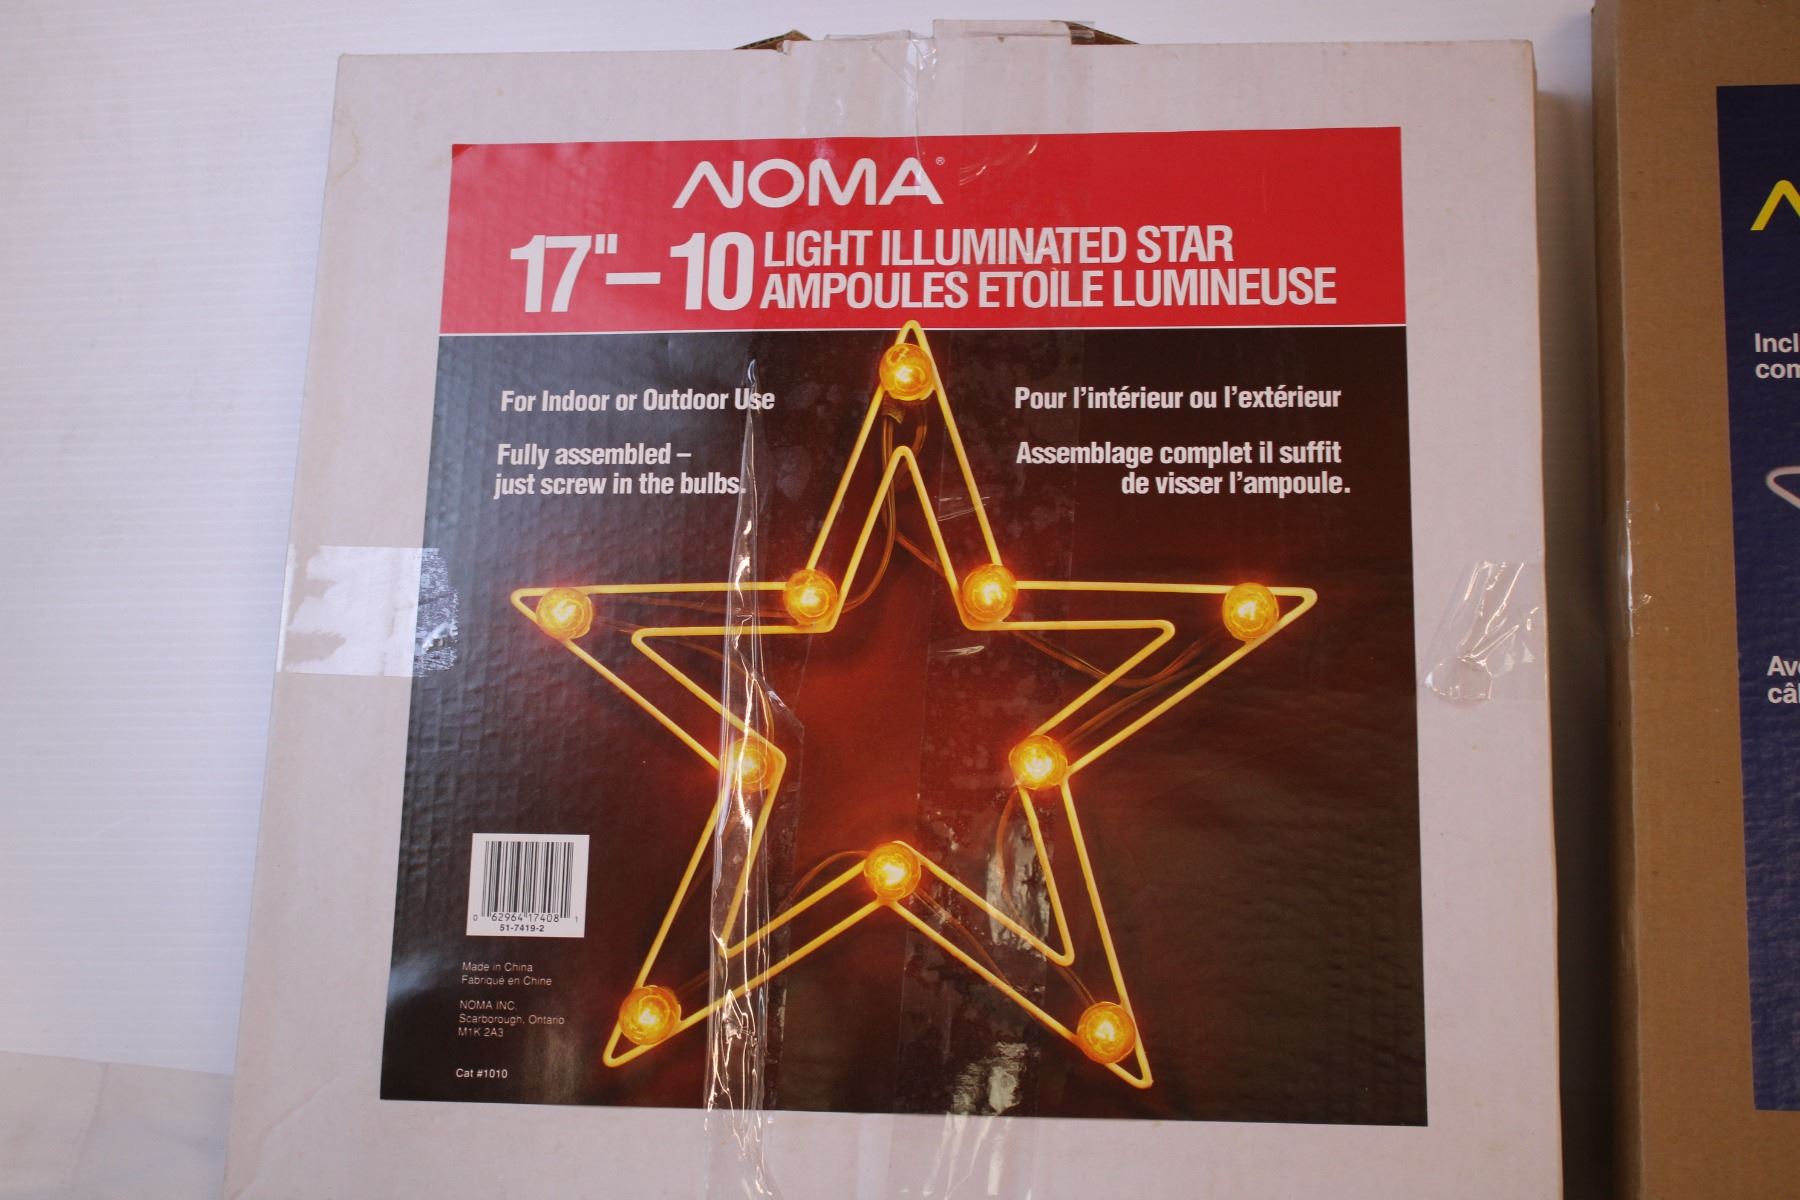 NOMA®
17"–10 LIGHT ILLUMINATED STAR
AMPOULES ETOILE LUMINEUSE
For Indoor or Outdoor Use
Fully assembled –
just screw in the bulbs.
Pour l'intérieur ou l'extérieur
Assemblage complet il suffit
de visser l'ampoule.
0 62964 17408 1
51-7419-2
Made in China
Fabriqué en Chine
NOMA INC.
Scarborough, Ontario
M1K 2A3
Cat #1010